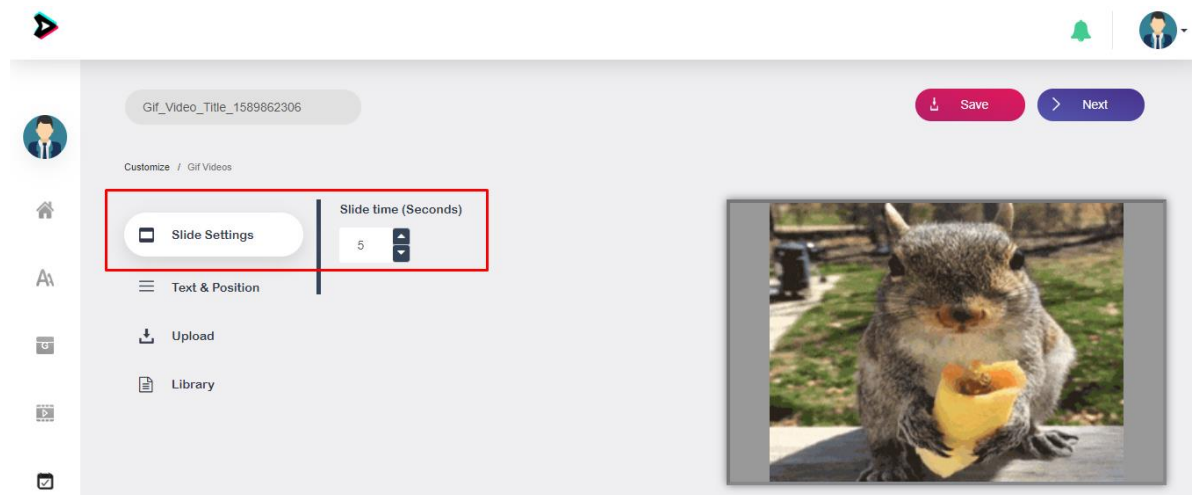 Gif_Video_Title_1589862306
Save
Next
Customize / Gif Videos
Slide Settings
Slide time (Seconds)
5
Text & Position
Upload
Library